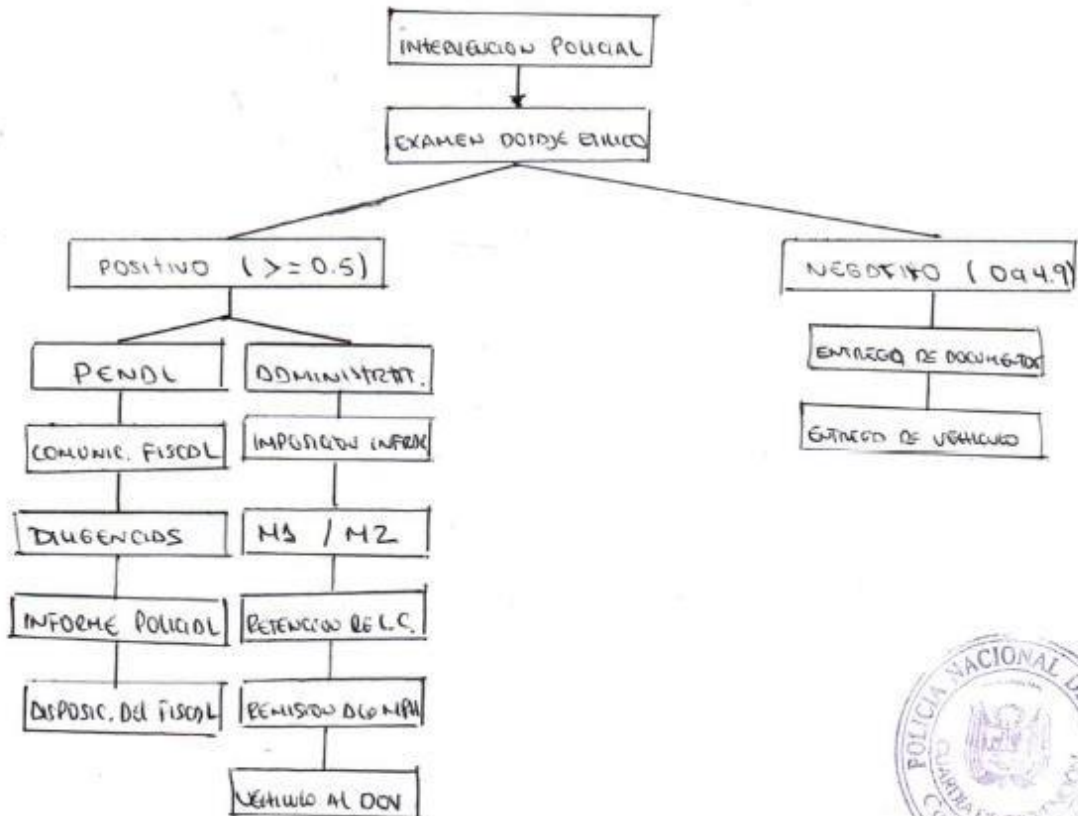 INTERVENCION POLICIAL
EXAMEN DOSAJE ETILICO
POSITIVO (>=0.5)
NEGATIVO (0a4.9)
PENAL
ADMINISTRAT.
ENTREGA DE DOCUMENTOS
COMUNIC. FISCAL
IMPOSICION INFRAC
ENTREGA DE VEHICULO
DILIGENCIAS
M1 / M2
INFORME POLICIAL
RETENCION DE L.C.
DISPOSIC. DEL FISCAL
REMISION A LA MPH
VEHICULO AL
POLICIA NACIONAL D
GUARDIA DE